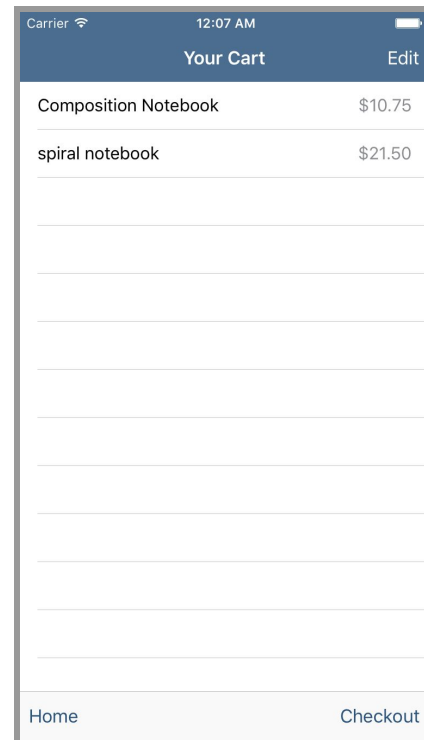 Carrier 12:07 AM
Your Cart Edit
Composition Notebook $10.75
spiral notebook $21.50
Home Checkout